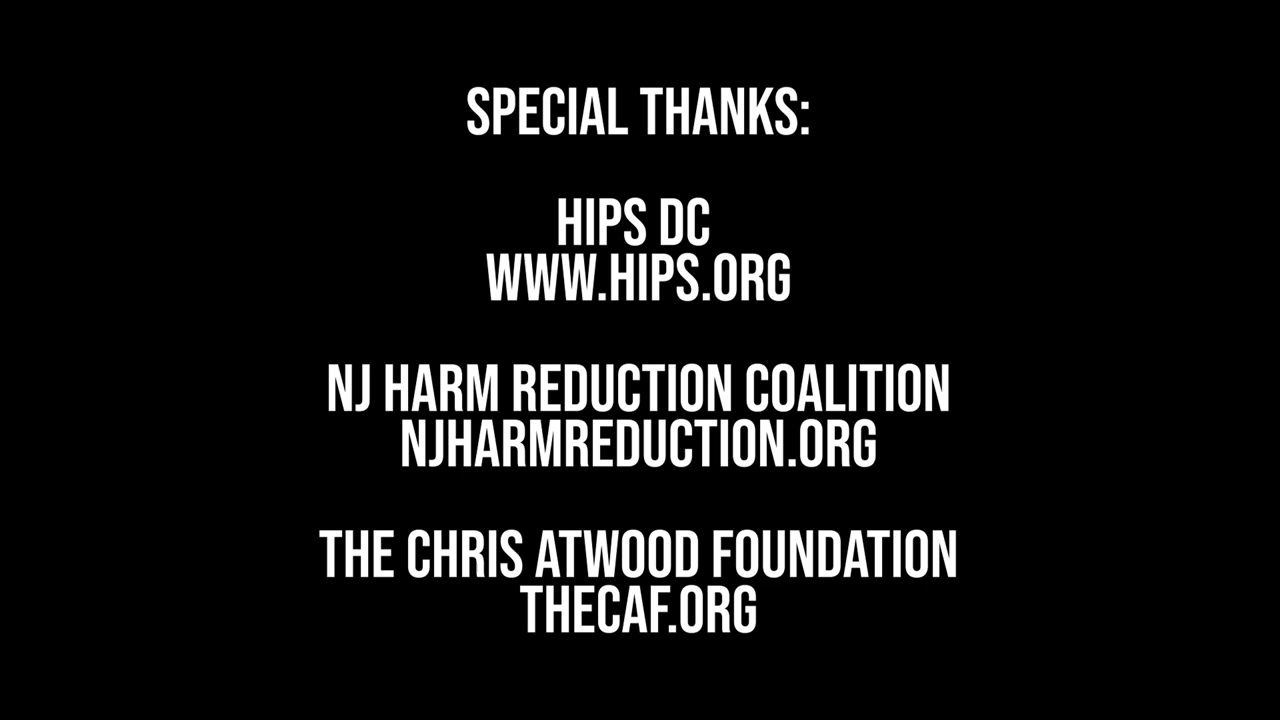 SPECIAL THANKS:
HIPS DC
WWW.HIPS.ORG
NJ HARM REDUCTION COALITION
NJHARMREDUCTION.ORG
THE CHRIS ATWOOD FOUNDATION
THECAF.ORG